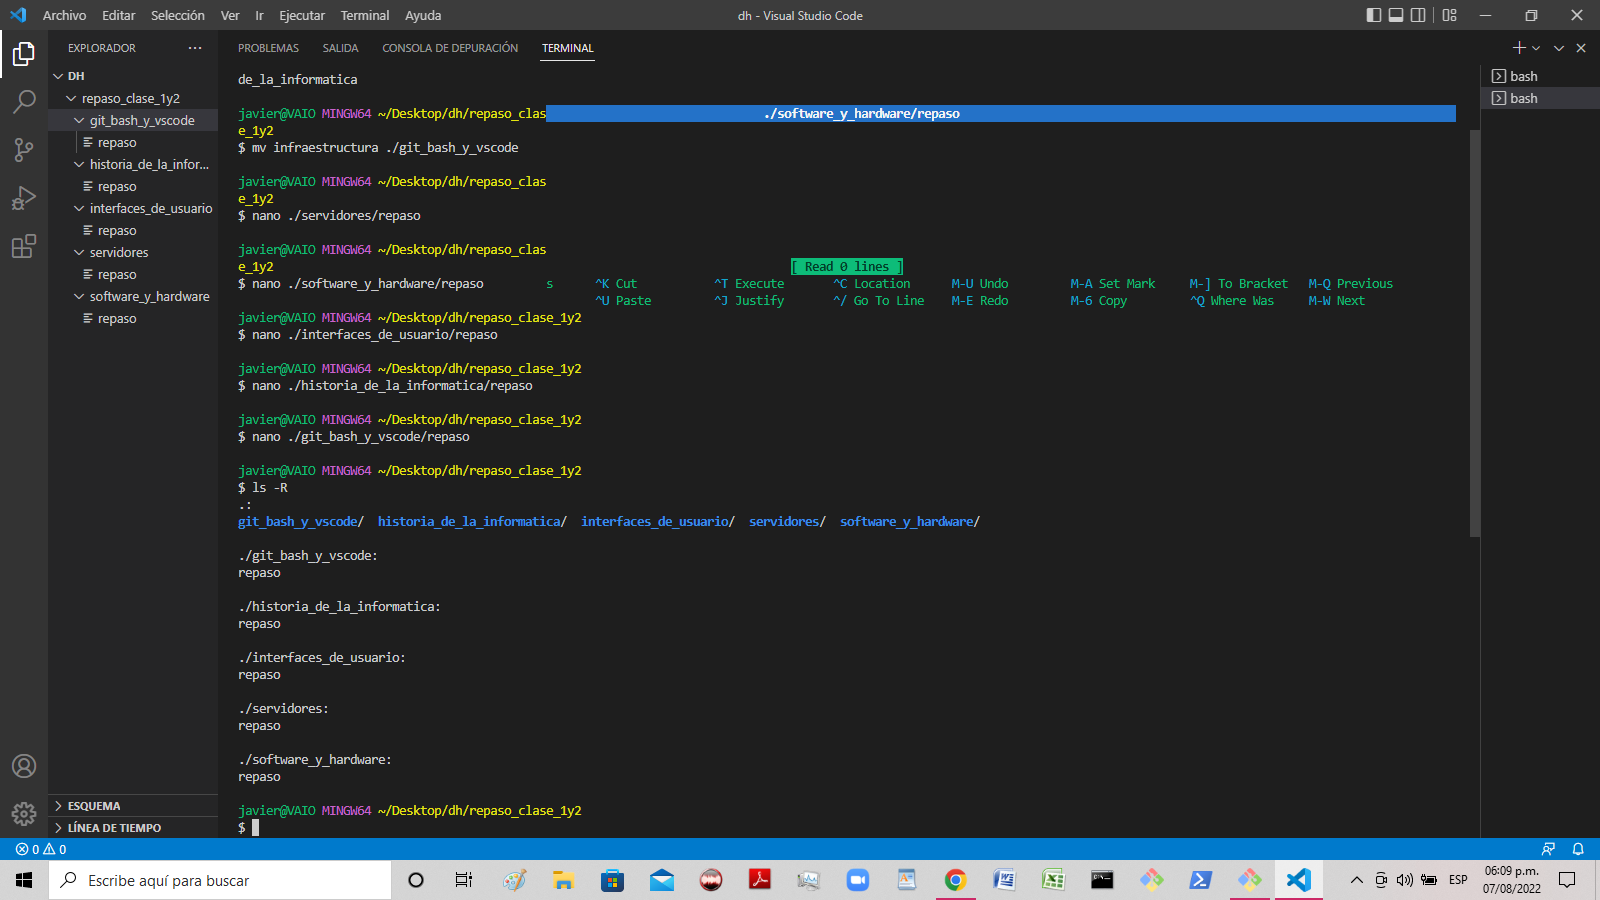 Archivo Editar Selección Ver Ir Ejecutar Terminal Ayuda
dh - Visual Studio Code
EXPLORADOR
DH
repaso_clase_1y2
git_bash_y_vscode
repaso
historia_de_la_infor...
repaso
interfaces_de_usuario
repaso
servidores
repaso
software_y_hardware
repaso
ESQUEMA
LÍNEA DE TIEMPO
PROBLEMAS SALIDA CONSOLA DE DEPURACIÓN TERMINAL
de_la_informatica
javier@VAIO MINGW64 ~/Desktop/dh/repaso_clas ./software_y_hardware/repaso
e_1y2
$ mv infraestructura ./git_bash_y_vscode
javier@VAIO MINGW64 ~/Desktop/dh/repaso_clas
e_1y2
$ nano ./servidores/repaso
javier@VAIO MINGW64 ~/Desktop/dh/repaso_clas
e_1y2 [ Read 0 lines ]
$ nano ./software_y_hardware/repaso s ^K Cut ^T Execute ^C Location M-U Undo M-A Set Mark M-] To Bracket M-Q Previous
^U Paste ^J Justify ^/ Go To Line M-E Redo M-6 Copy ^Q Where Was M-W Next
javier@VAIO MINGW64 ~/Desktop/dh/repaso_clase_1y2
$ nano ./interfaces_de_usuario/repaso
javier@VAIO MINGW64 ~/Desktop/dh/repaso_clase_1y2
$ nano ./historia_de_la_informatica/repaso
javier@VAIO MINGW64 ~/Desktop/dh/repaso_clase_1y2
$ nano ./git_bash_y_vscode/repaso
javier@VAIO MINGW64 ~/Desktop/dh/repaso_clase_1y2
$ ls -R
.:
git_bash_y_vscode/ historia_de_la_informatica/ interfaces_de_usuario/ servidores/ software_y_hardware/
./git_bash_y_vscode:
repaso
./historia_de_la_informatica:
repaso
./interfaces_de_usuario:
repaso
./servidores:
repaso
./software_y_hardware:
repaso
javier@VAIO MINGW64 ~/Desktop/dh/repaso_clase_1y2
$
bash
bash
0 0
Escribe aquí para buscar
ESP
06:09 p.m.
07/08/2022